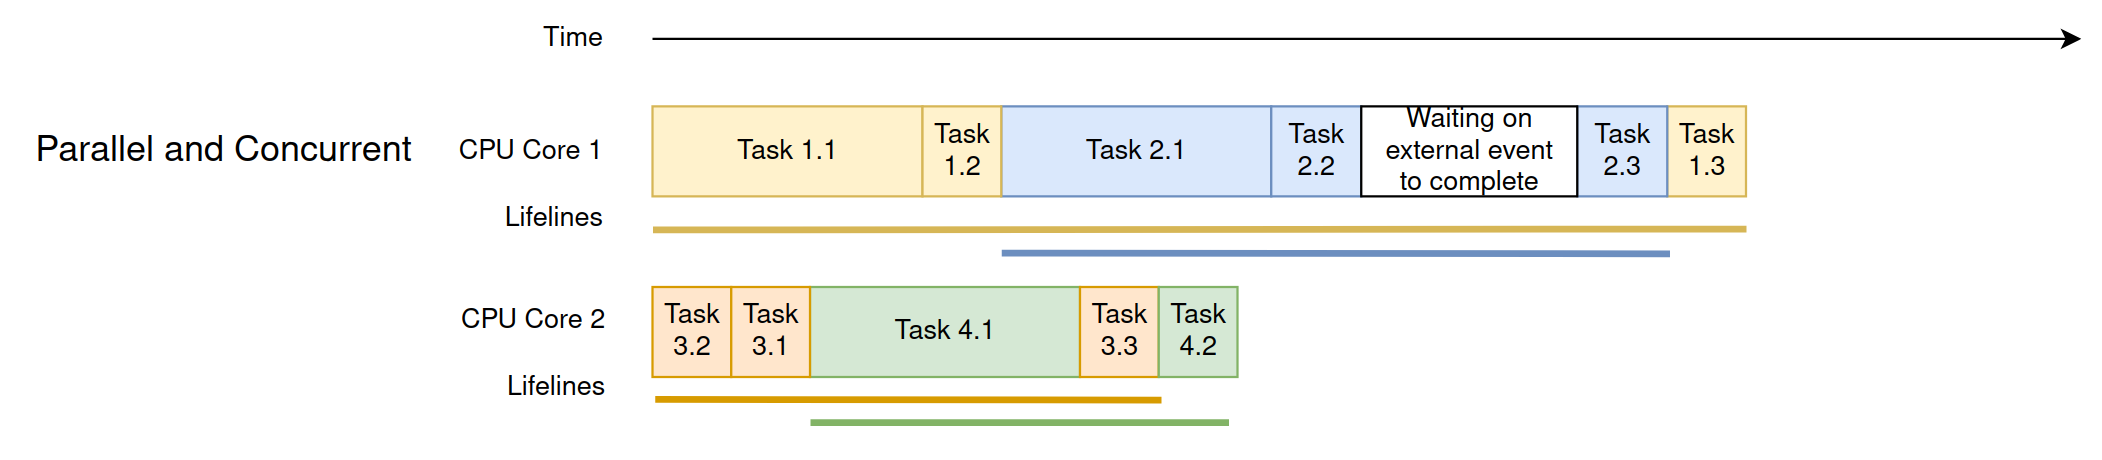 Time
Parallel and Concurrent
CPU Core 1
Task 1.1
Task
1.2
Task 2.1
Task
2.2
Waiting on
external event
to complete
Task
2.3
Task
1.3
Lifelines
CPU Core 2
Task
3.2
Task
3.1
Task 4.1
Task
3.3
Task
4.2
Lifelines